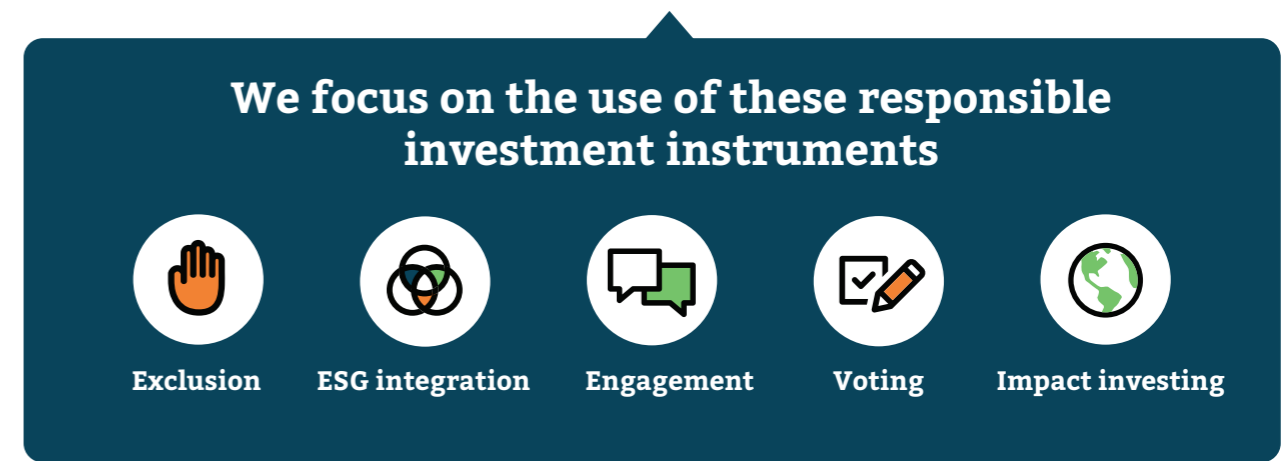 We focus on the use of these responsible
investment instruments
Exclusion
ESG integration
Engagement
Voting
Impact investing